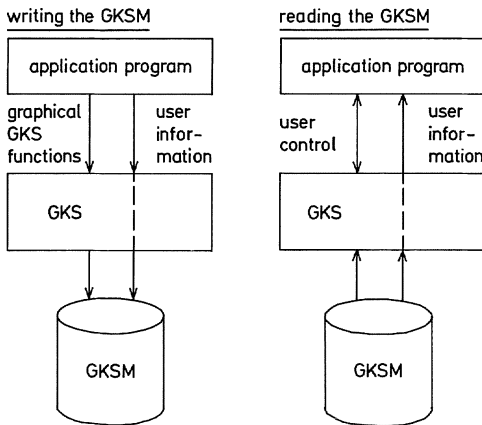 writing the GKSM
application program
graphical
GKS
functions
user
infor-
mation
GKS
GKSM
reading the GKSM
application program
user
control
user
infor-
mation
GKS
GKSM